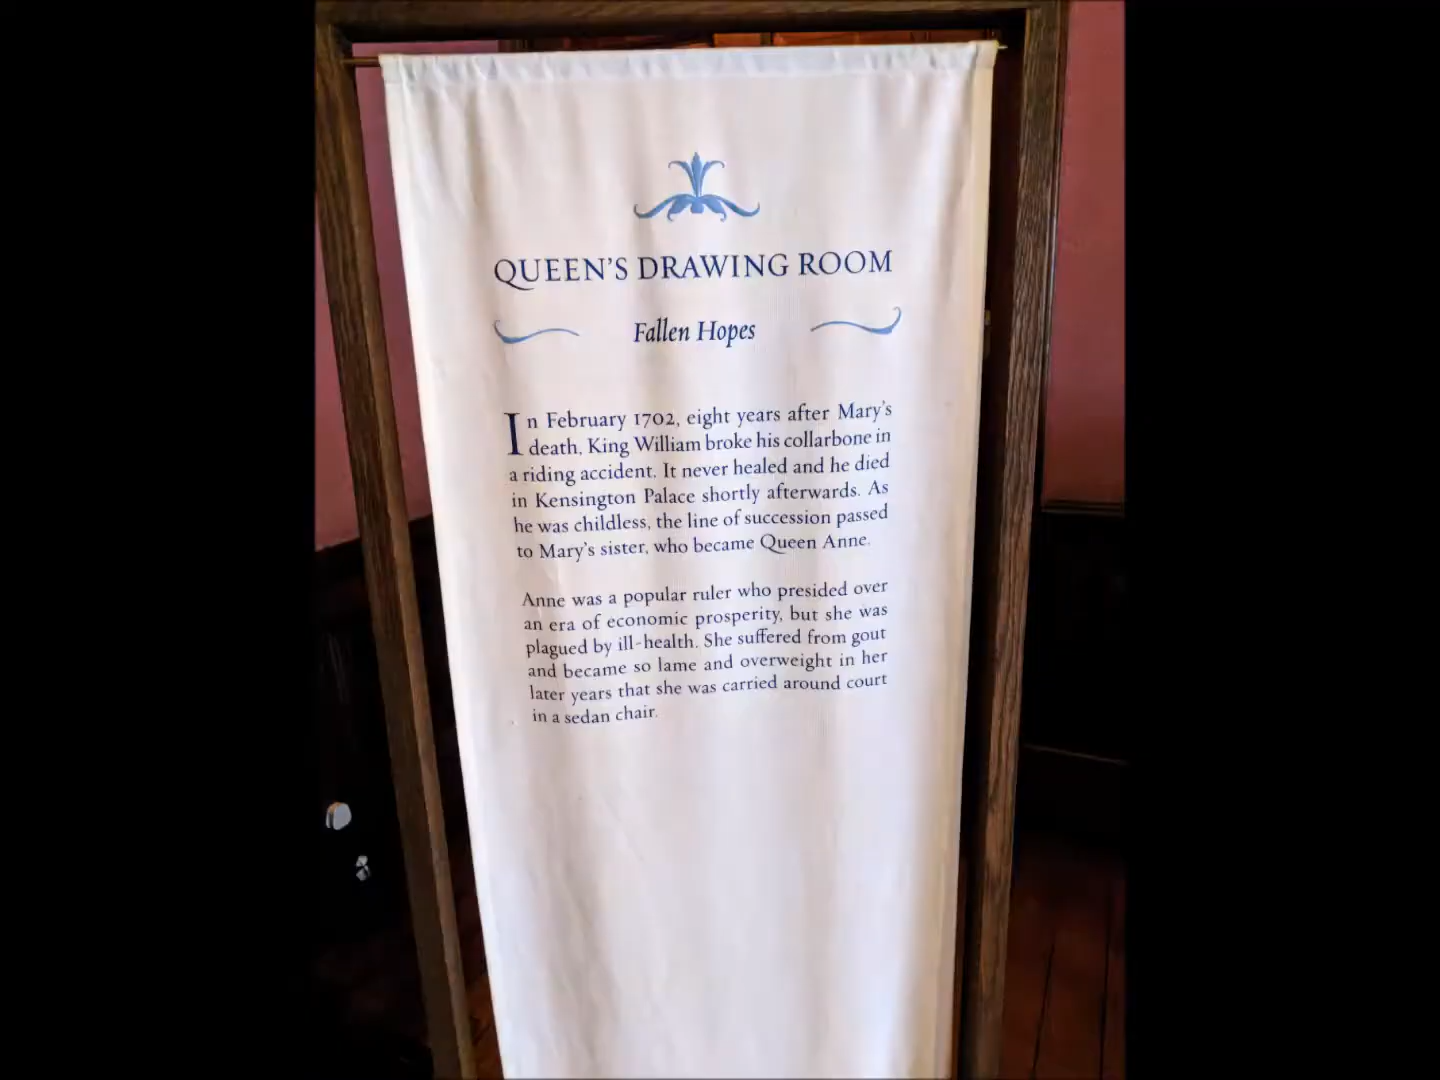 QUEEN'S DRAWING ROOM
Fallen Hopes
In February 1702, eight years after Mary's
death, King William broke his collarbone in
a riding accident. It never healed and he died
in Kensington Palace shortly afterwards. As
he was childless, the line of succession passed
to Mary's sister, who became Queen Anne.
Anne was a popular ruler who presided over
an era of economic prosperity, but she was
plagued by ill-health. She suffered from gout
and became so lame and overweight in her
later years that she was carried around court
in a sedan chair.